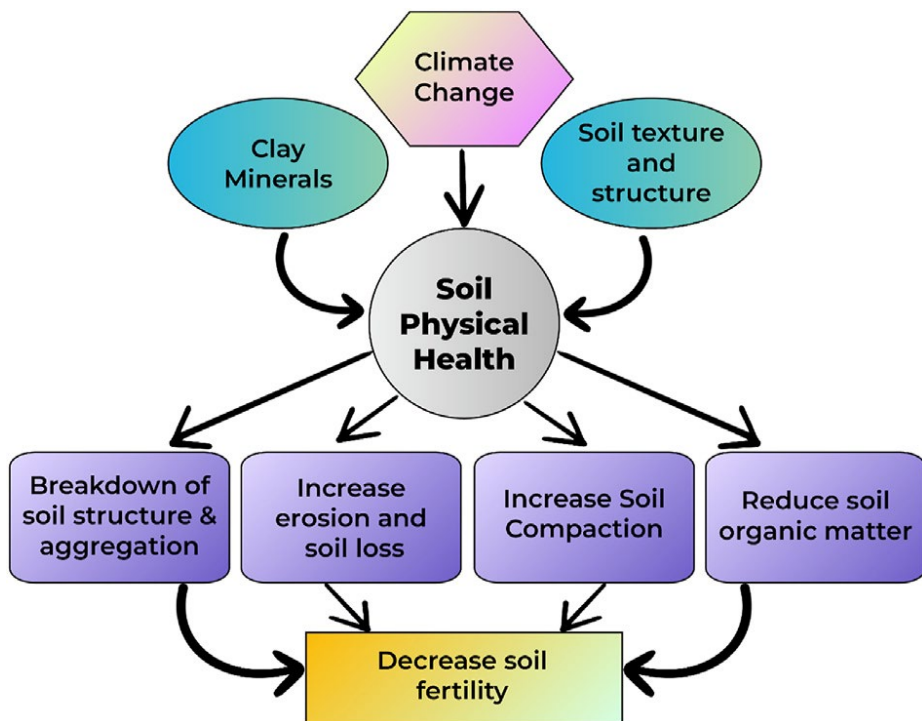 Climate
Change
Clay
Minerals
Soil texture
and
structure
Soil
Physical
Health
Breakdown of
soil structure &
aggregation
Increase
erosion and
soil loss
Increase Soil
Compaction
Reduce soil
organic matter
Decrease soil
fertility